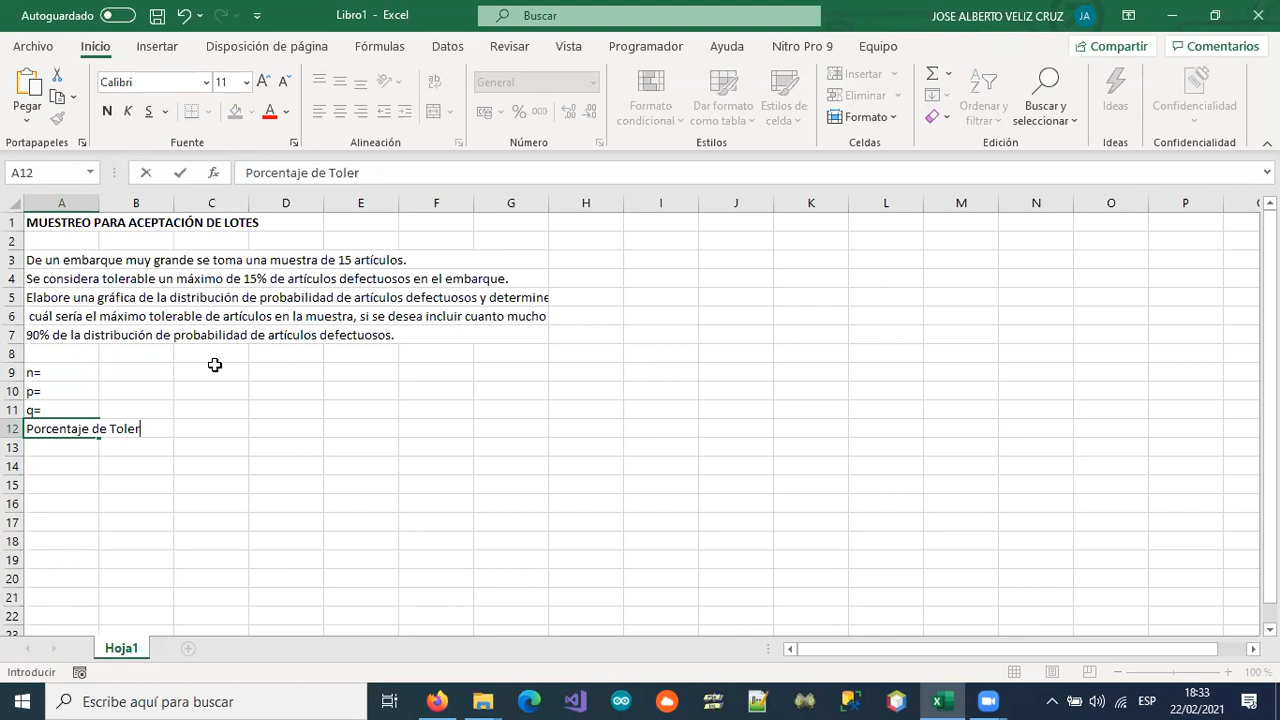 Autoguardado
Libro1 - Excel
Buscar
JOSE ALBERTO VELIZ CRUZ
JA
Archivo Inicio Insertar Disposición de página Fórmulas Datos Revisar Vista Programador Ayuda Nitro Pro 9 Equipo
Compartir Comentarios
Pegar
Calibri 11
N K S
General
% 000
Formato condicional
Dar formato como tabla
Estilos de celda
Insertar
Eliminar
Formato
Ordenar y filtrar
Buscar y seleccionar
Ideas
Confidencialidad
Portapapeles Fuente Alineación Número Estilos Celdas Edición Ideas Confidencialidad
A12
fx
Porcentaje de Toler
A B C D E F G H I J K L M N O P
1 MUESTREO PARA ACEPTACIÓN DE LOTES
2
3 De un embarque muy grande se toma una muestra de 15 artículos.
4 Se considera tolerable un máximo de 15% de artículos defectuosos en el embarque.
5 Elabore una gráfica de la distribución de probabilidad de artículos defectuosos y determine
6 cuál sería el máximo tolerable de artículos en la muestra, si se desea incluir cuanto mucho
7 90% de la distribución de probabilidad de artículos defectuosos.
8
9 n=
10 p=
11 q=
12 Porcentaje de Toler
13
14
15
16
17
18
19
20
21
22
23
Hoja1
Introducir
100 %
Escribe aquí para buscar
ESP
18:33
22/02/2021